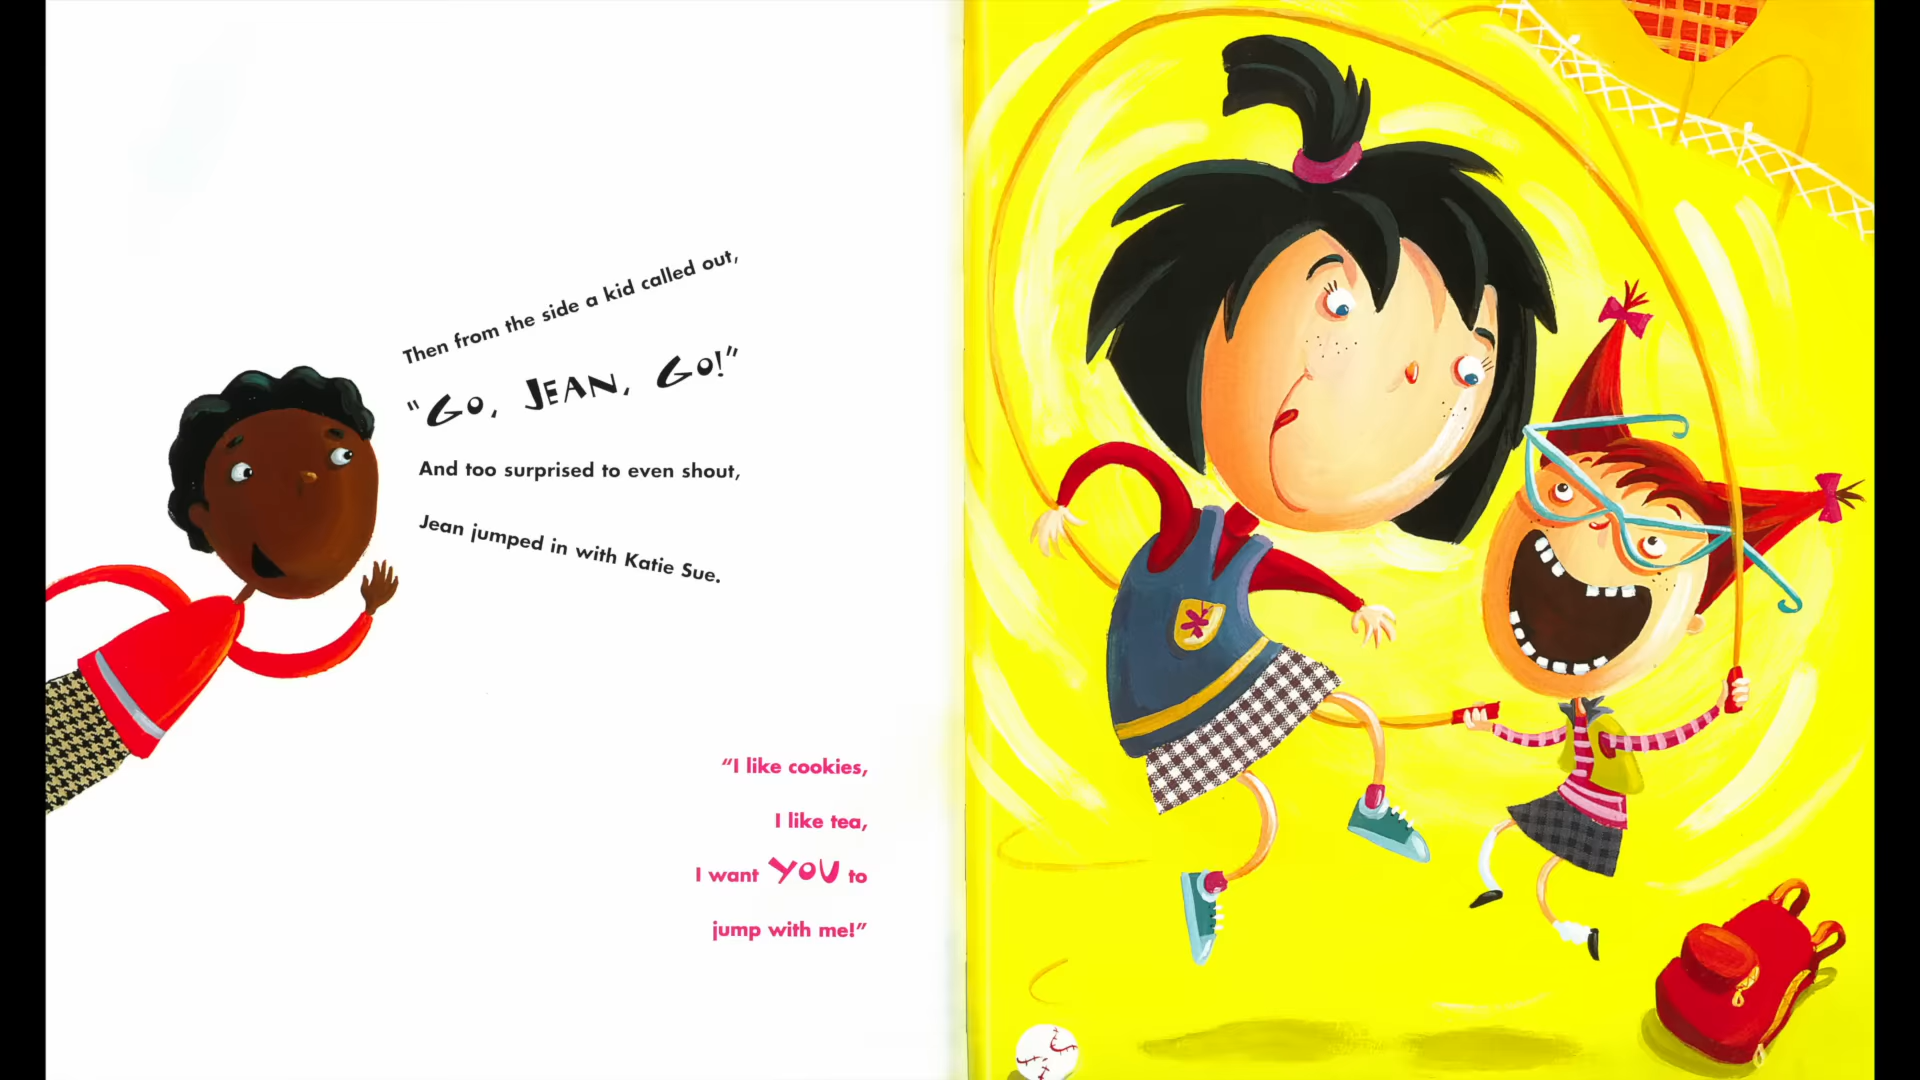 Then from the side a kid called out,
"Go, JEAN, Go!"
And too surprised to even shout,
Jean jumped in with Katie Sue.
"I like cookies,
I like tea,
I want YOU to
jump with me!"